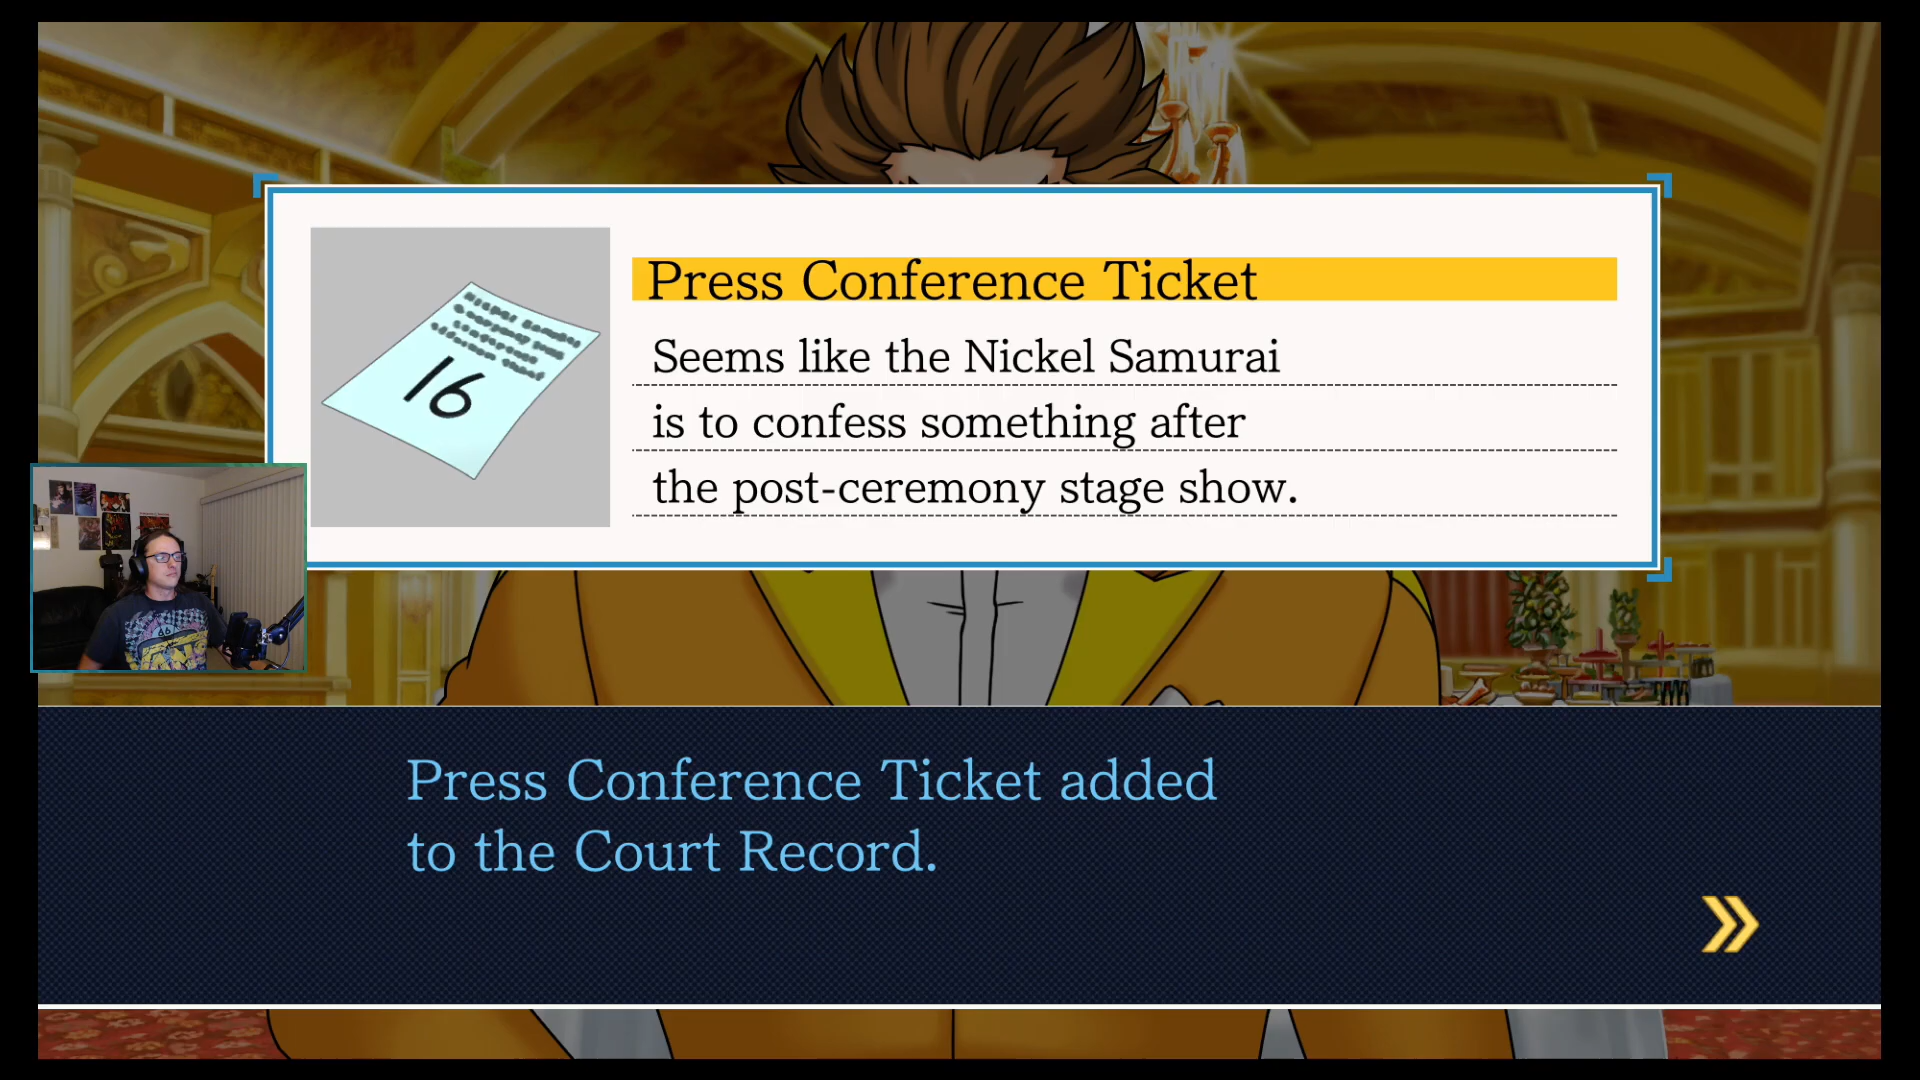 Press Conference Ticket
Seems like the Nickel Samurai
is to confess something after
the post-ceremony stage show.
16
Press Conference Ticket added
to the Court Record.